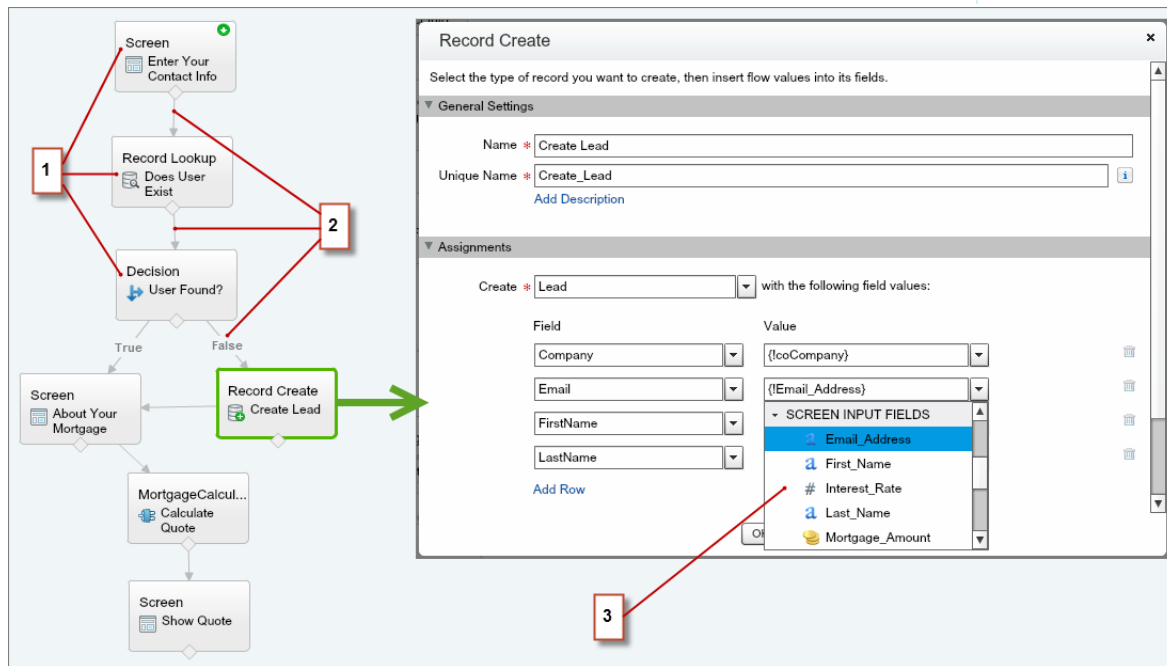 Screen
Enter Your
Contact Info
Record Lookup
Does User
Exist
1
2
Decision
User Found?
True
False
Screen
About Your
Mortgage
Record Create
Create Lead
MortgageCalcul...
Calculate
Quote
Screen
Show Quote
Record Create
×
Select the type of record you want to create, then insert flow values into its fields.
General Settings
Name * Create Lead
Unique Name * Create_Lead
i
Add Description
Assignments
Create * Lead with the following field values:
Field Value
Company {!coCompany}
Email {!Email_Address}
FirstName
LastName
SCREEN INPUT FIELDS
a Email_Address
a First_Name
# Interest_Rate
a Last_Name
Mortgage_Amount
Add Row
3